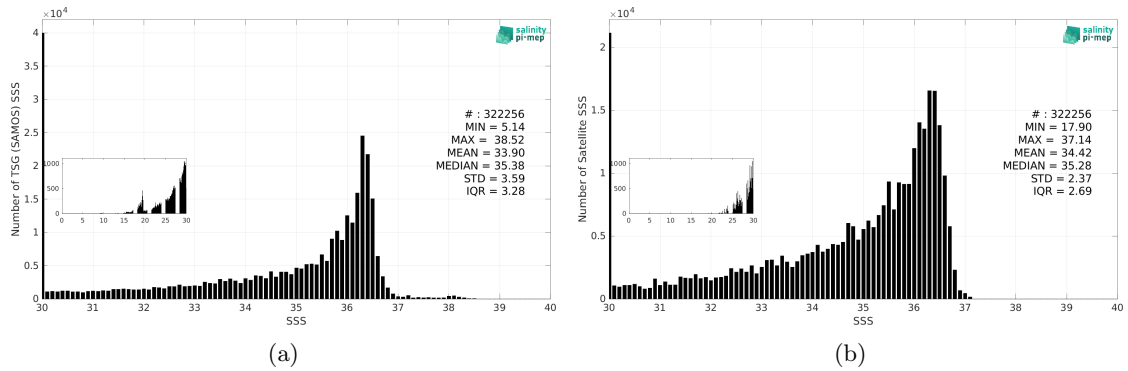 ×10⁴
4
3.5
3
2.5
2
1.5
1
0.5
0
Number of TSG (SAMOS) SSS
salinity
pi-mep
# : 322256
MIN = 5.14
MAX = 38.52
MEAN = 33.90
MEDIAN = 35.38
STD = 3.59
IQR = 3.28
1000
500
0
0 5 10 15 20 25 30
30 31 32 33 34 35 36 37 38 39 40
SSS
(a)
×10⁴
2
1.5
1
0.5
0
Number of Satellite SSS
salinity
pi-mep
# : 322256
MIN = 17.90
MAX = 37.14
MEAN = 34.42
MEDIAN = 35.28
STD = 2.37
IQR = 2.69
1000
500
0
0 5 10 15 20 25 30
30 31 32 33 34 35 36 37 38 39 40
SSS
(b)